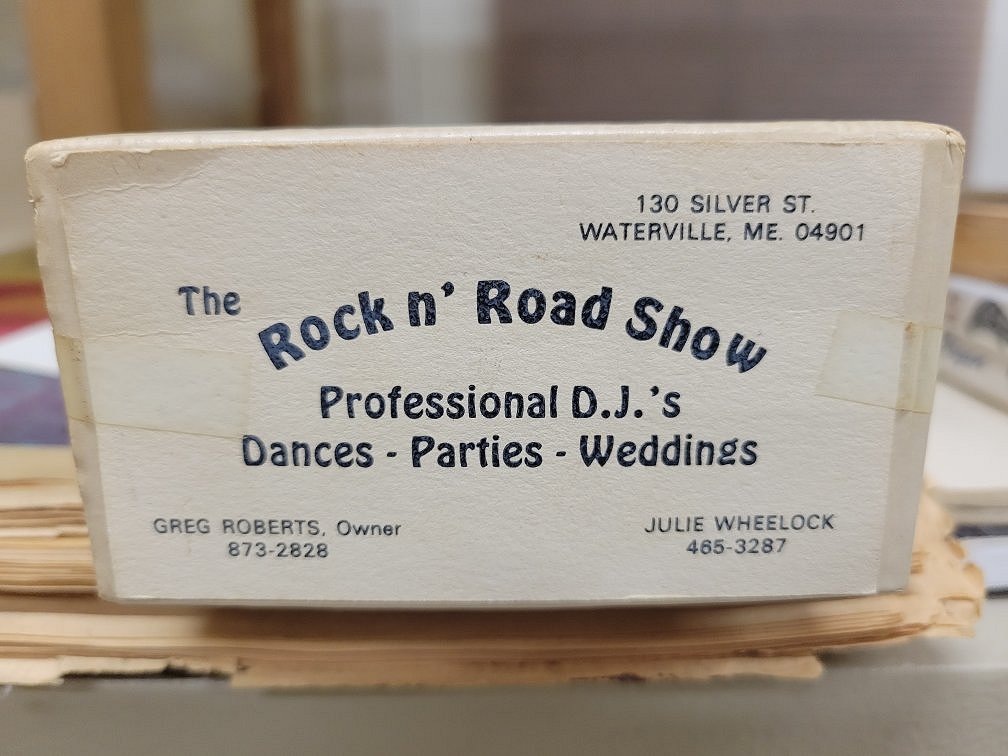 130 SILVER ST.
WATERVILLE, ME. 04901
The Rock n' Road Show
Professional D.J.'s
Dances - Parties - Weddings
GREG ROBERTS, Owner
873-2828
JULIE WHEELOCK
465-3287